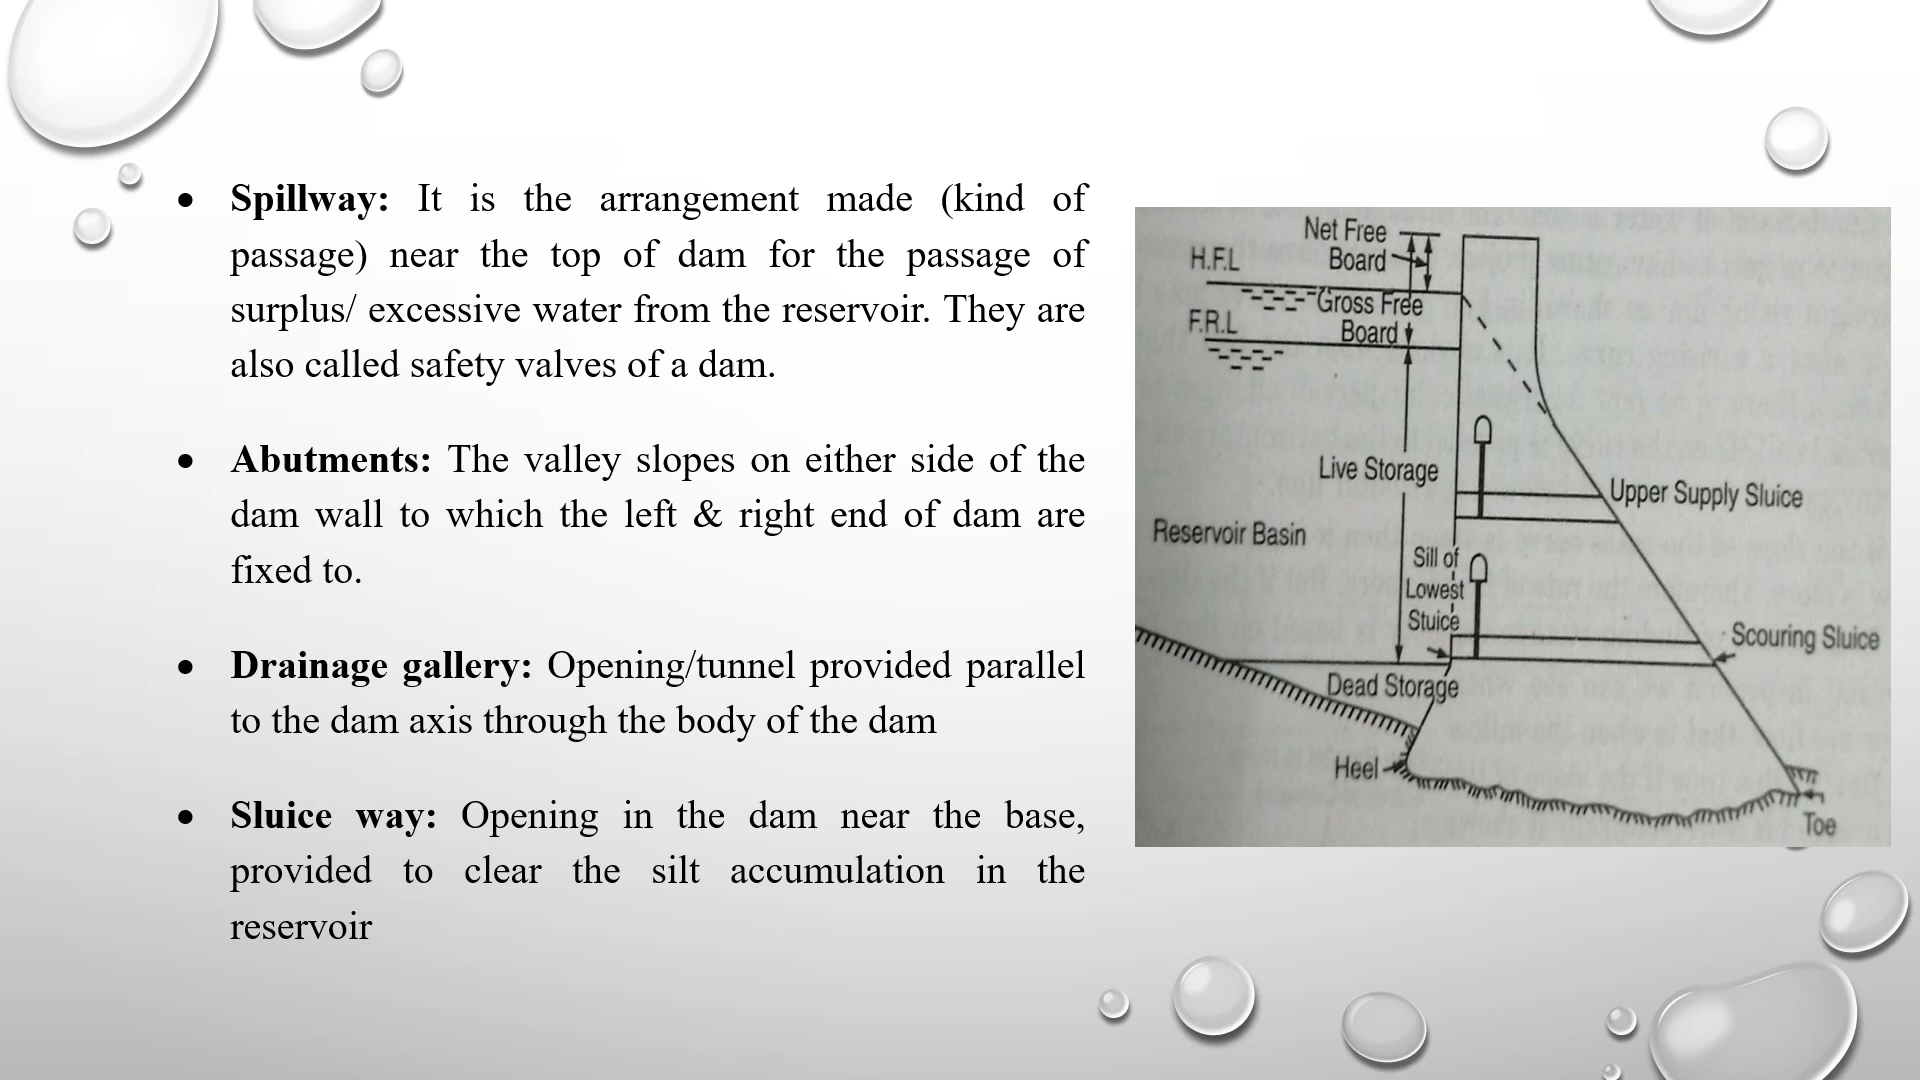 • Spillway: It is the arrangement made (kind of
passage) near the top of dam for the passage of
surplus/ excessive water from the reservoir. They are
also called safety valves of a dam.
• Abutments: The valley slopes on either side of the
dam wall to which the left & right end of dam are
fixed to.
• Drainage gallery: Opening/tunnel provided parallel
to the dam axis through the body of the dam
• Sluice way: Opening in the dam near the base,
provided to clear the silt accumulation in the
reservoir
Net Free
Board
H.F.L
Gross Free
Board
F.R.L
Live Storage
Upper Supply Sluice
Reservoir Basin
Sill of
Lowest
Stuice
Scouring Sluice
Dead Storage
Heel
Toe